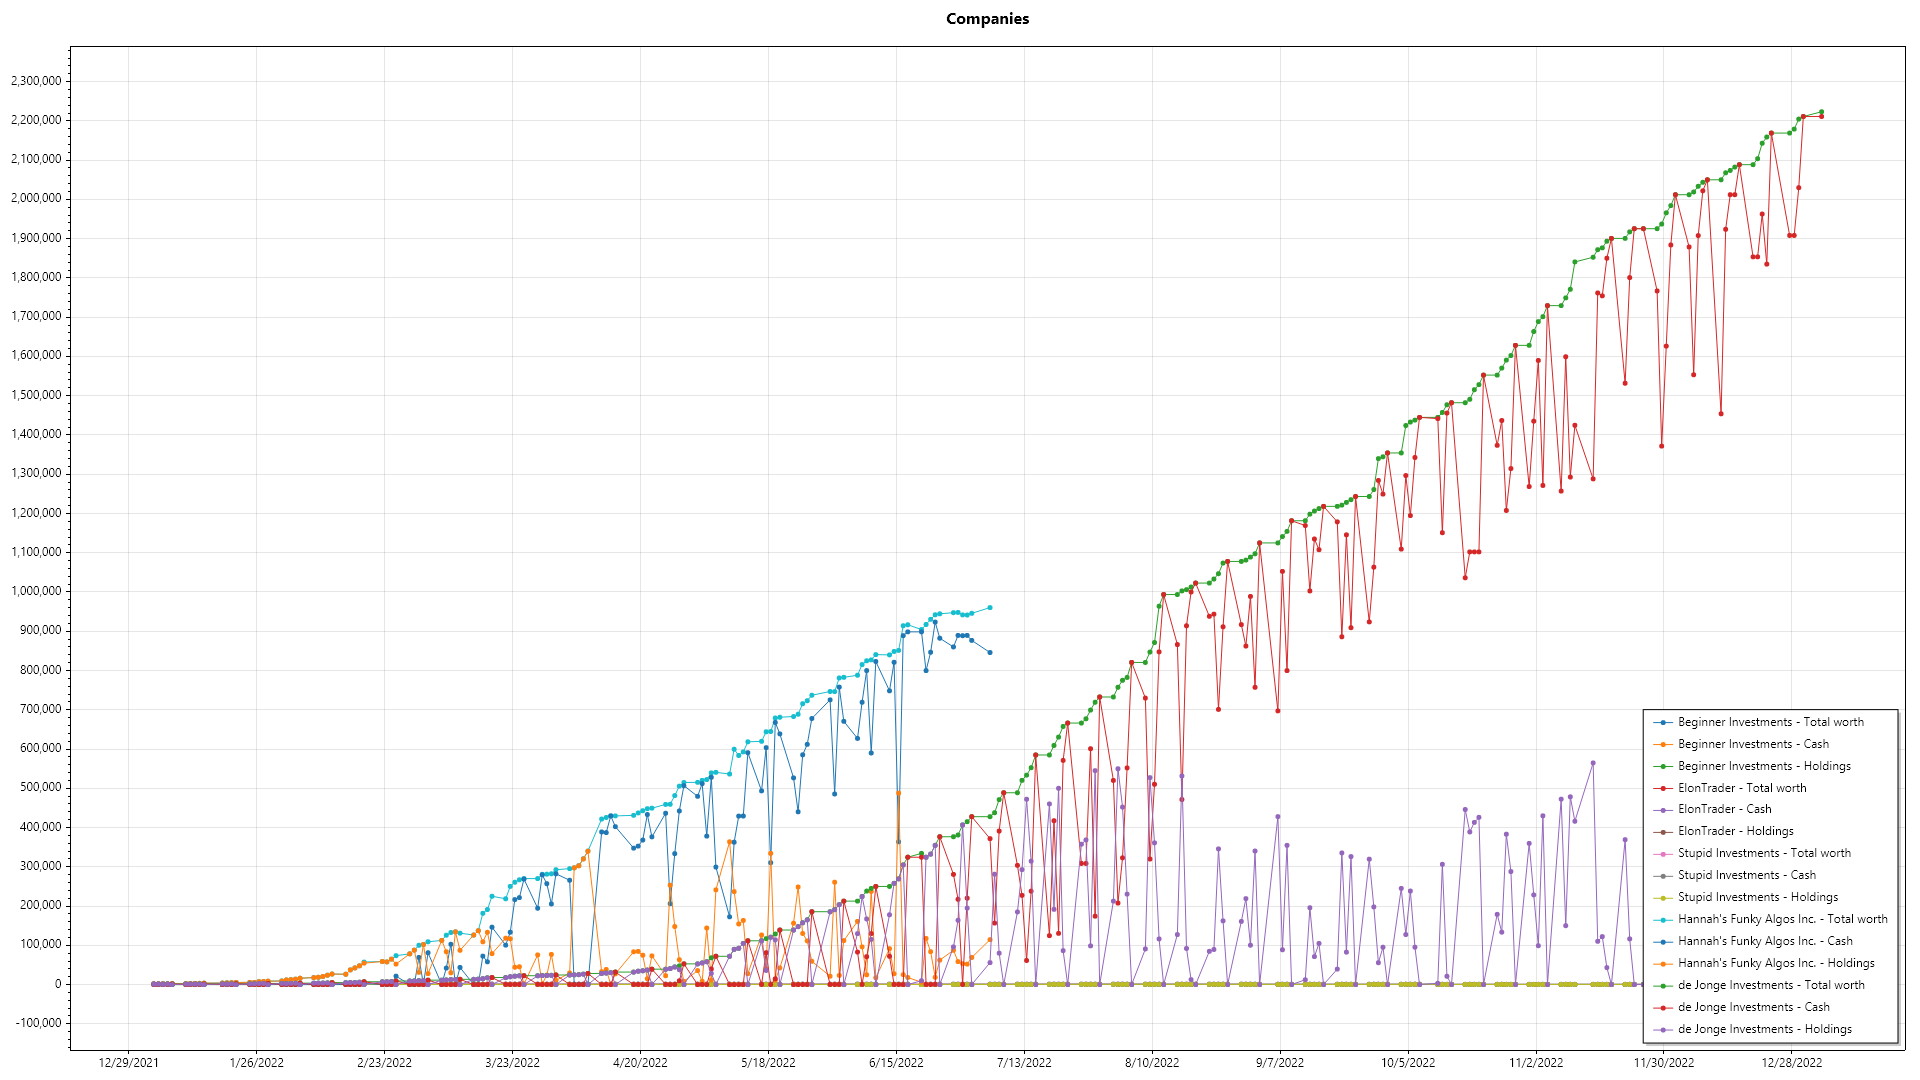 Companies
2,300,000
2,200,000
2,100,000
2,000,000
1,900,000
1,800,000
1,700,000
1,600,000
1,500,000
1,400,000
1,300,000
1,200,000
1,100,000
1,000,000
900,000
800,000
700,000
600,000
500,000
400,000
300,000
200,000
100,000
0
-100,000
12/29/2021 1/26/2022 2/23/2022 3/23/2022 4/20/2022 5/18/2022 6/15/2022 7/13/2022 8/10/2022 9/7/2022 10/5/2022 11/2/2022 11/30/2022 12/28/2022
Beginner Investments - Total worth
Beginner Investments - Cash
Beginner Investments - Holdings
ElonTrader - Total worth
ElonTrader - Cash
ElonTrader - Holdings
Stupid Investments - Total worth
Stupid Investments - Cash
Stupid Investments - Holdings
Hannah's Funky Algos Inc. - Total worth
Hannah's Funky Algos Inc. - Cash
Hannah's Funky Algos Inc. - Holdings
de Jonge Investments - Total worth
de Jonge Investments - Cash
de Jonge Investments - Holdings